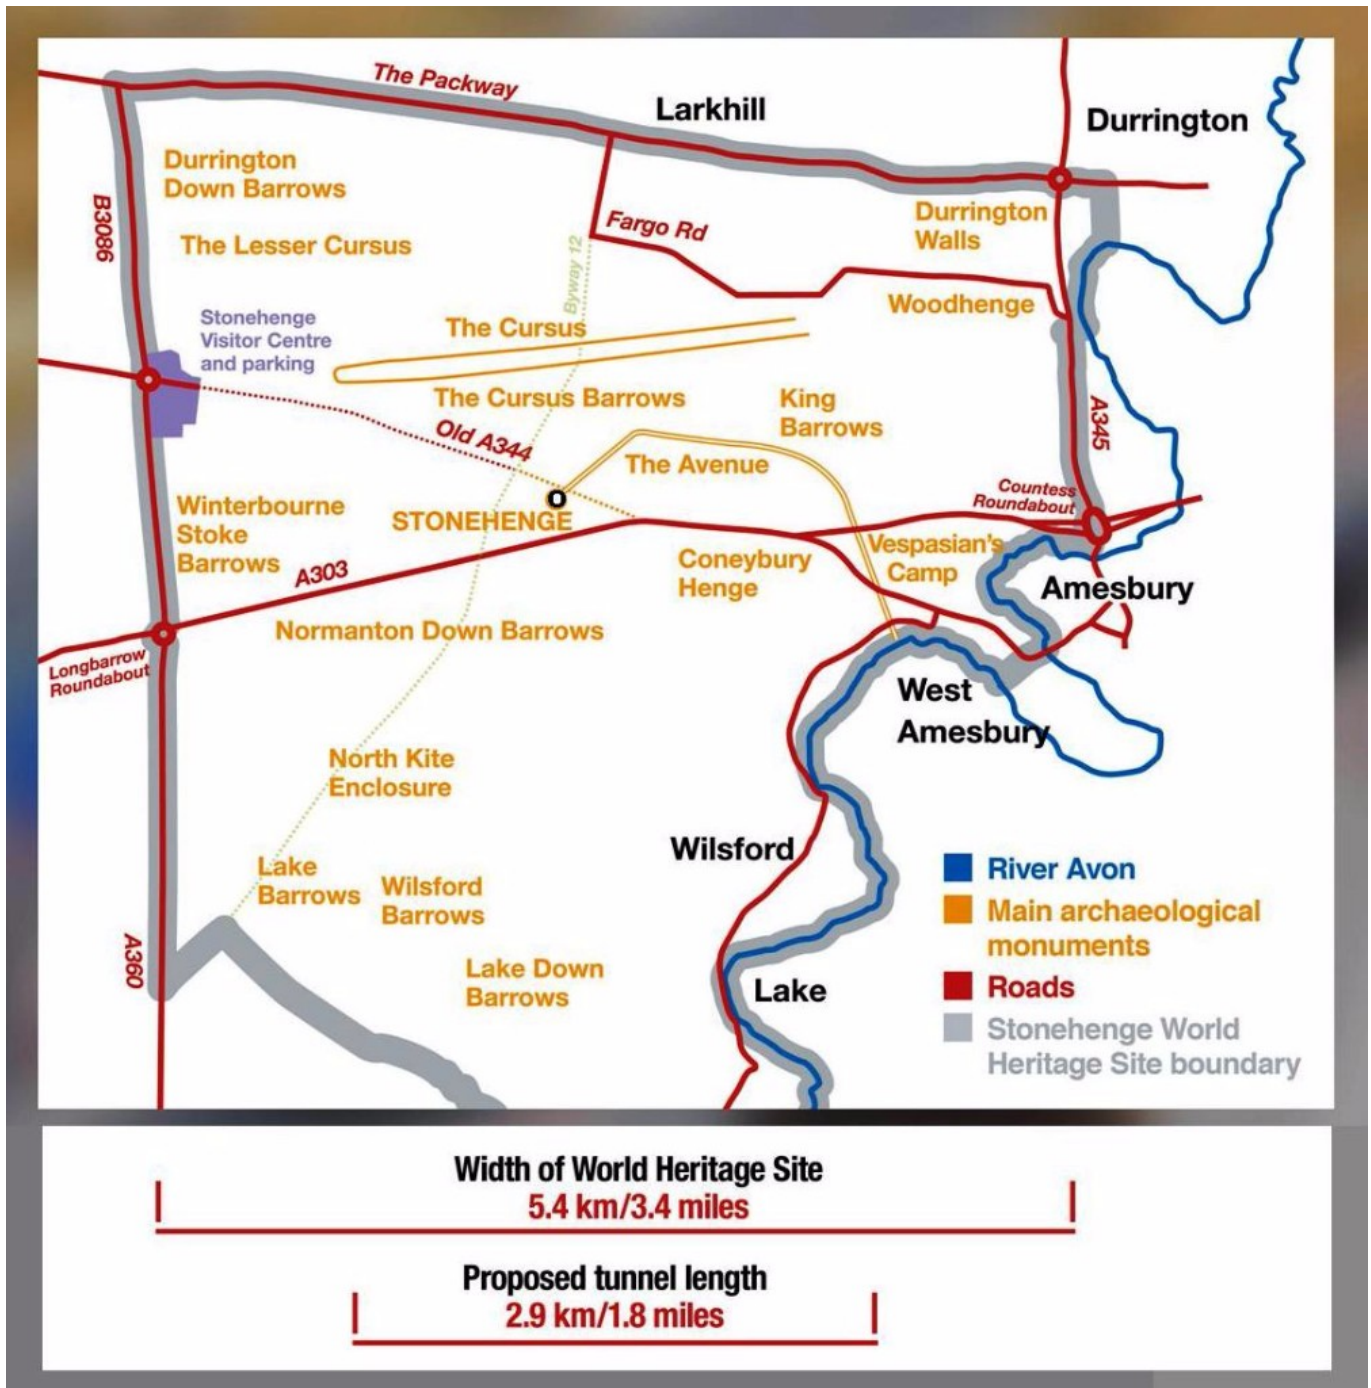 The Packway
Larkhill
Durrington
Durrington
Down Barrows
B3086
The Lesser Cursus
Fargo Rd
Durrington
Walls
Byway 12
Woodhenge
Stonehenge
Visitor Centre
and parking
The Cursus
The Cursus Barrows
King
Barrows
A345
Old A344
The Avenue
Countess
Roundabout
Winterbourne
Stoke
Barrows
STONEHENGE
A303
Coneybury
Henge
Vespasian's
Camp
Amesbury
Normanton Down Barrows
Longbarrow
Roundabout
West
Amesbury
North Kite
Enclosure
Wilsford
Lake
Barrows
Wilsford
Barrows
A360
Lake Down
Barrows
Lake
River Avon
Main archaeological
monuments
Roads
Stonehenge World
Heritage Site boundary
Width of World Heritage Site
5.4 km/3.4 miles
Proposed tunnel length
2.9 km/1.8 miles